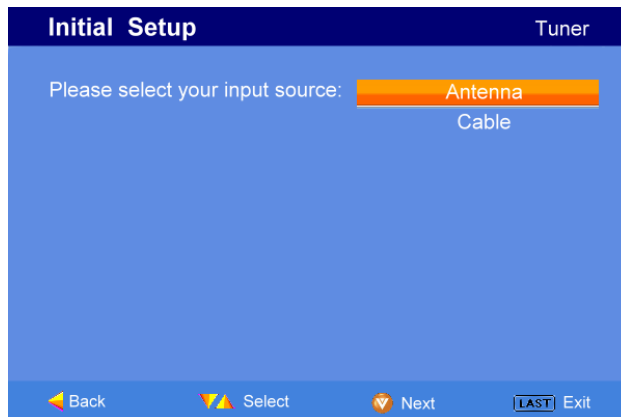 Initial Setup Tuner
Please select your input source: Antenna
Cable
Back Select Next LAST Exit